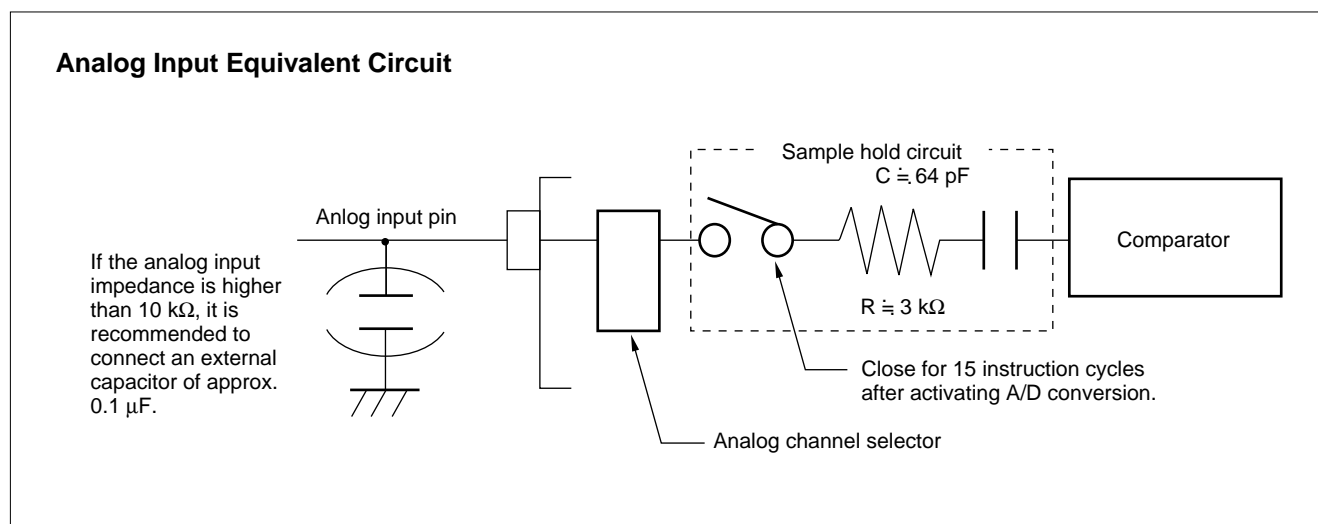 Analog Input Equivalent Circuit
Sample hold circuit
C ≒ 64 pF
Anlog input pin
Comparator
If the analog input
impedance is higher
than 10 kΩ, it is
recommended to
connect an external
capacitor of approx.
0.1 μF.
R ≒ 3 kΩ
Close for 15 instruction cycles
after activating A/D conversion.
Analog channel selector